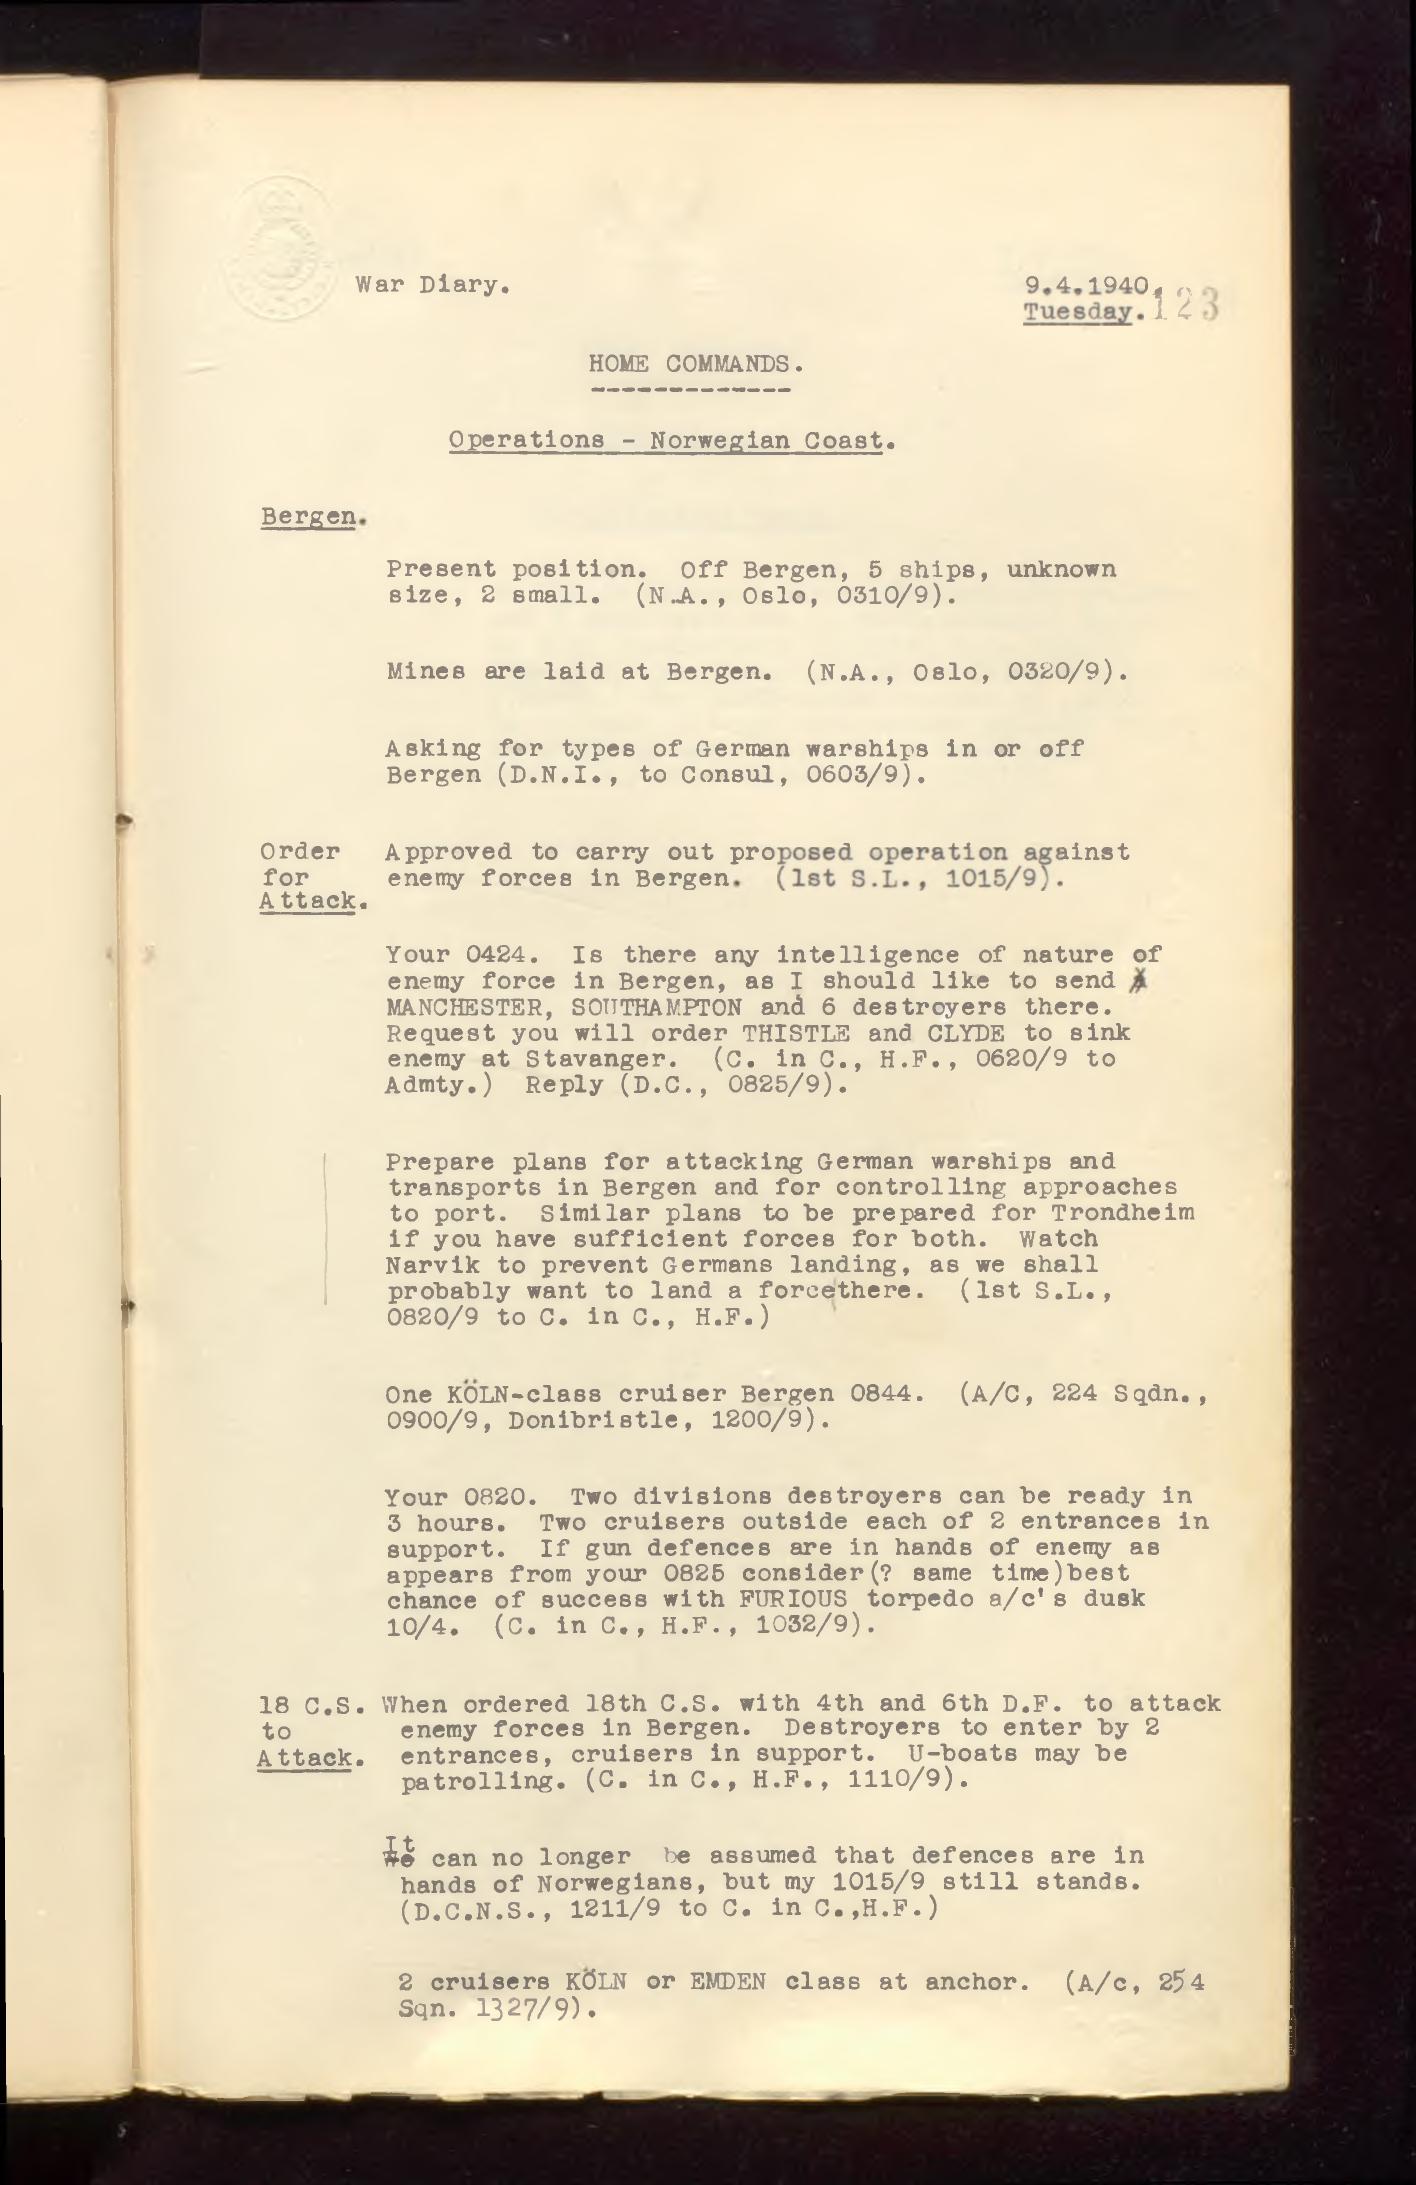 War Diary.
9.4.1940.
Tuesday. 123
HOME COMMANDS.
-------------
Operations - Norwegian Coast.
Bergen.
Present position. Off Bergen, 5 ships, unknown
size, 2 small. (N.A., Oslo, 0310/9).
Mines are laid at Bergen. (N.A., Oslo, 0320/9).
Asking for types of German warships in or off
Bergen (D.N.I., to Consul, 0603/9).
Order
for
Attack.
Approved to carry out proposed operation against
enemy forces in Bergen. (1st S.L., 1015/9).
Your 0424. Is there any intelligence of nature of
enemy force in Bergen, as I should like to send
MANCHESTER, SOUTHAMPTON and 6 destroyers there.
Request you will order THISTLE and CLYDE to sink
enemy at Stavanger. (C. in C., H.F., 0620/9 to
Admty.) Reply (D.C., 0825/9).
Prepare plans for attacking German warships and
transports in Bergen and for controlling approaches
to port. Similar plans to be prepared for Trondheim
if you have sufficient forces for both. Watch
Narvik to prevent Germans landing, as we shall
probably want to land a force there. (1st S.L.,
0820/9 to C. in C., H.F.)
One KÖLN-class cruiser Bergen 0844. (A/C, 224 Sqdn.,
0900/9, Donibristle, 1200/9).
Your 0820. Two divisions destroyers can be ready in
3 hours. Two cruisers outside each of 2 entrances in
support. If gun defences are in hands of enemy as
appears from your 0825 consider(? same time)best
chance of success with FURIOUS torpedo a/c's dusk
10/4. (C. in C., H.F., 1032/9).
18 C.S.
to
Attack.
When ordered 18th C.S. with 4th and 6th D.F. to attack
enemy forces in Bergen. Destroyers to enter by 2
entrances, cruisers in support. U-boats may be
patrolling. (C. in C., H.F., 1110/9).
It
We can no longer be assumed that defences are in
hands of Norwegians, but my 1015/9 still stands.
(D.C.N.S., 1211/9 to C. in C.,H.F.)
2 cruisers KÖLN or EMDEN class at anchor. (A/c, 254
Sqn. 1327/9).